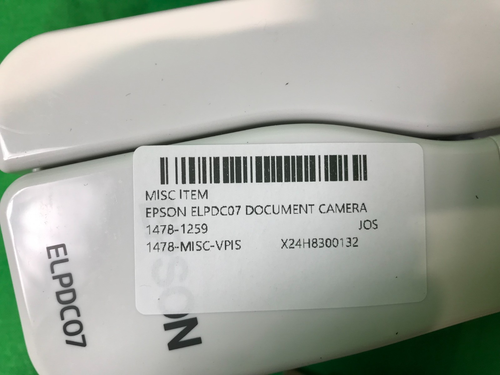 MISC ITEM
EPSON ELPDC07 DOCUMENT CAMERA
1478-1259 JOS
1478-MISC-VPIS X24H8300132
ELPDC07
SON